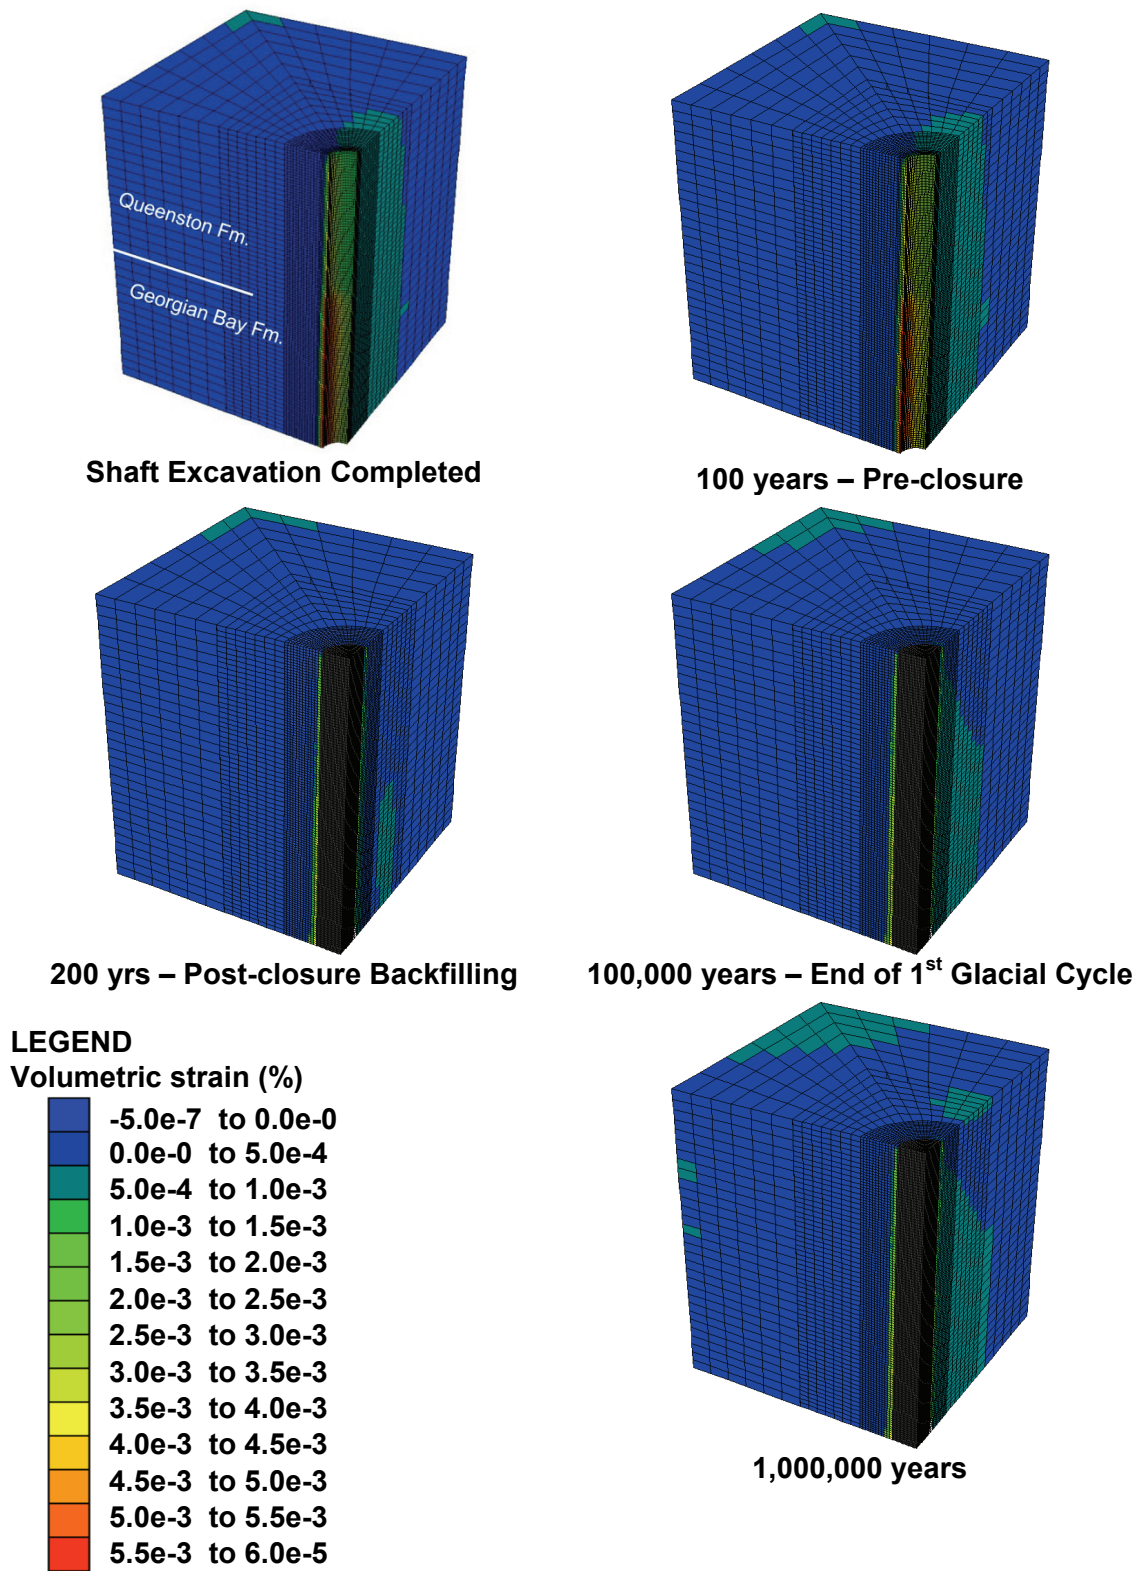 Queenston Fm.
Georgian Bay Fm.
Shaft Excavation Completed
100 years – Pre-closure
200 yrs – Post-closure Backfilling
100,000 years – End of 1st Glacial Cycle
LEGEND
Volumetric strain (%)
-5.0e-7 to 0.0e-0
0.0e-0 to 5.0e-4
5.0e-4 to 1.0e-3
1.0e-3 to 1.5e-3
1.5e-3 to 2.0e-3
2.0e-3 to 2.5e-3
2.5e-3 to 3.0e-3
3.0e-3 to 3.5e-3
3.5e-3 to 4.0e-3
4.0e-3 to 4.5e-3
4.5e-3 to 5.0e-3
5.0e-3 to 5.5e-3
5.5e-3 to 6.0e-5
1,000,000 years